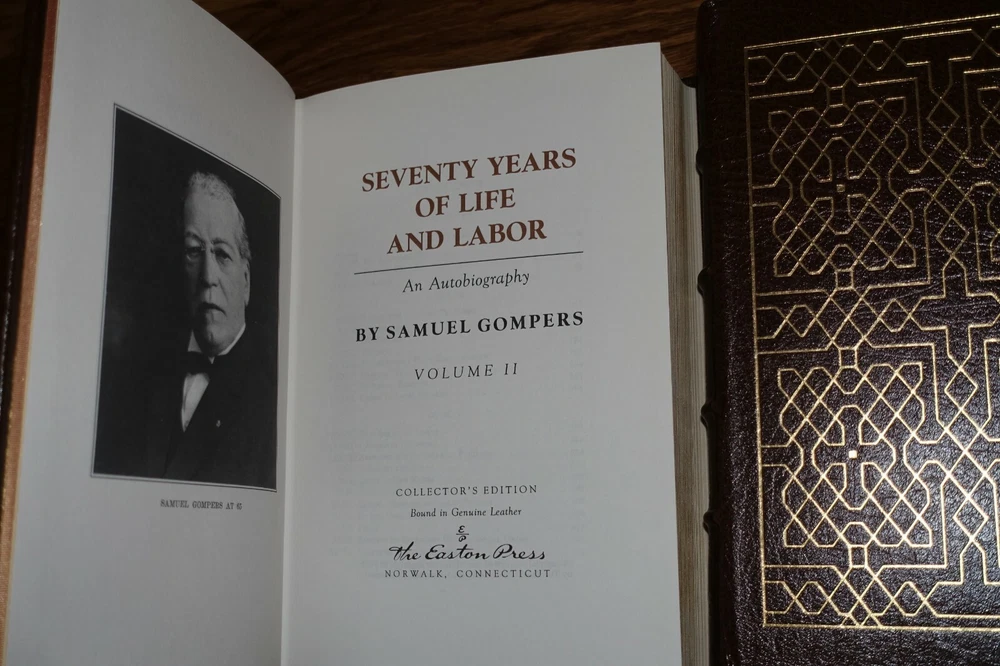 SAMUEL GOMPERS AT 65
SEVENTY YEARS
OF LIFE
AND LABOR
An Autobiography
BY SAMUEL GOMPERS
VOLUME II
COLLECTOR'S EDITION
Bound in Genuine Leather
E
P
The Easton Press
NORWALK, CONNECTICUT